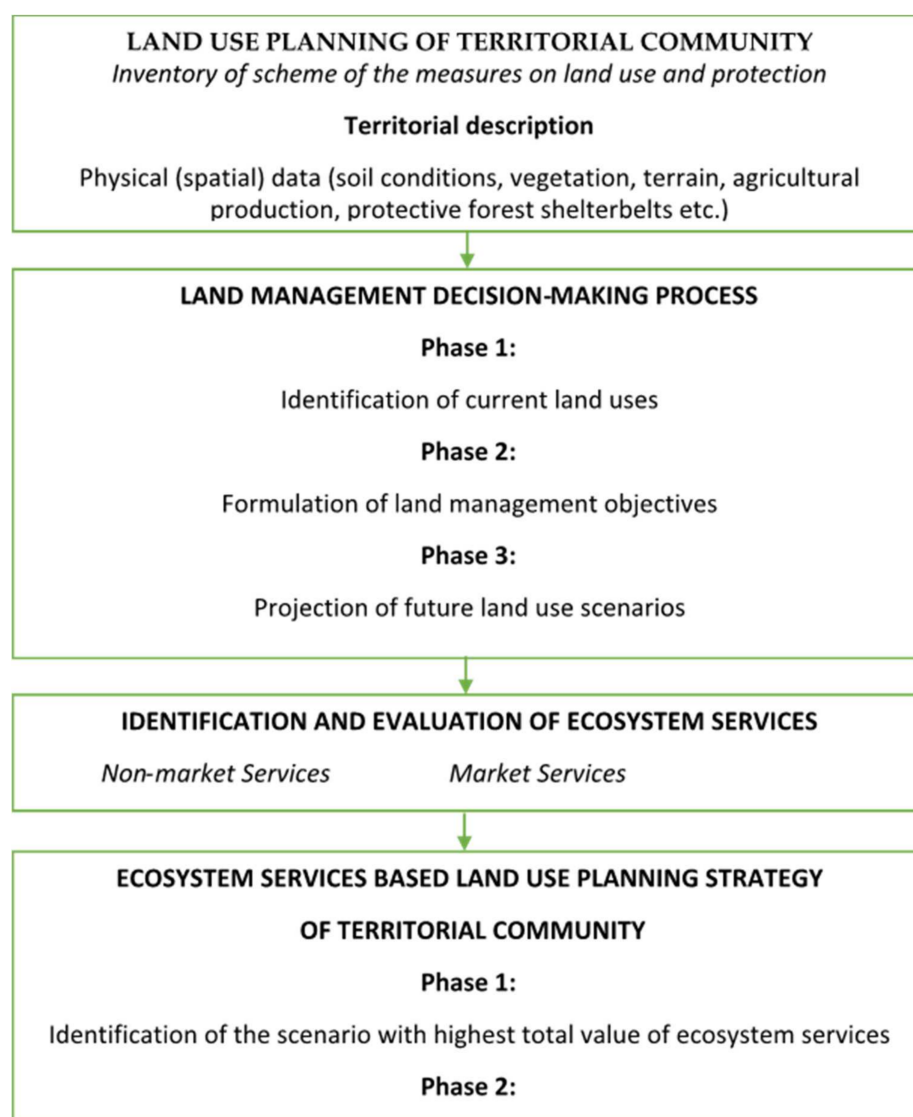 LAND USE PLANNING OF TERRITORIAL COMMUNITY
Inventory of scheme of the measures on land use and protection
Territorial description
Physical (spatial) data (soil conditions, vegetation, terrain, agricultural
production, protective forest shelterbelts etc.)
LAND MANAGEMENT DECISION-MAKING PROCESS
Phase 1:
Identification of current land uses
Phase 2:
Formulation of land management objectives
Phase 3:
Projection of future land use scenarios
IDENTIFICATION AND EVALUATION OF ECOSYSTEM SERVICES
Non-market Services Market Services
ECOSYSTEM SERVICES BASED LAND USE PLANNING STRATEGY
OF TERRITORIAL COMMUNITY
Phase 1:
Identification of the scenario with highest total value of ecosystem services
Phase 2: